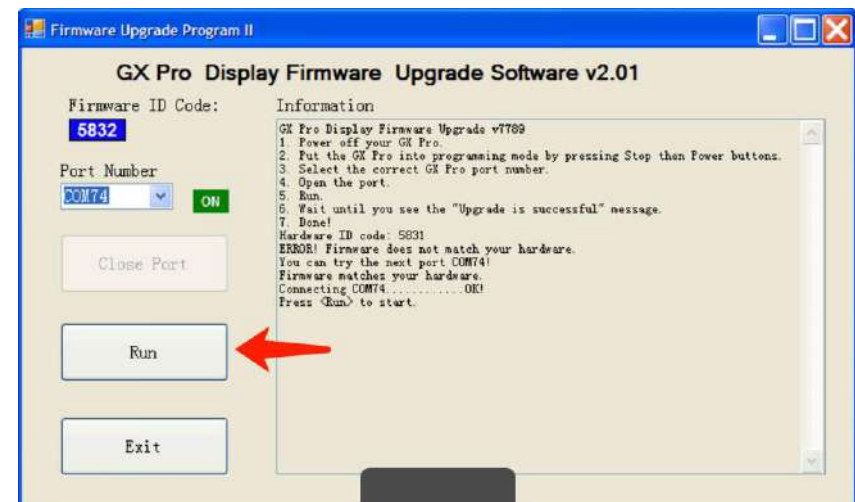 Firmware Upgrade Program II
GX Pro Display Firmware Upgrade Software v2.01
Firmware ID Code:
5832
Port Number
COM74
ON
Close Port
Run
Exit
Information
GX Pro Display Firmware Upgrade v7789
1. Power off your GX Pro.
2. Put the GX Pro into programming mode by pressing Stop then Power buttons.
3. Select the correct GX Pro port number.
4. Open the port.
5. Run.
6. Wait until you see the "Upgrade is successful" message.
7. Done!
Hardware ID code: 5831
ERROR! Firmware does not match your hardware.
You can try the next port COM74!
Firmware matches your hardware.
Connecting COM74............OK!
Press <Run> to start.